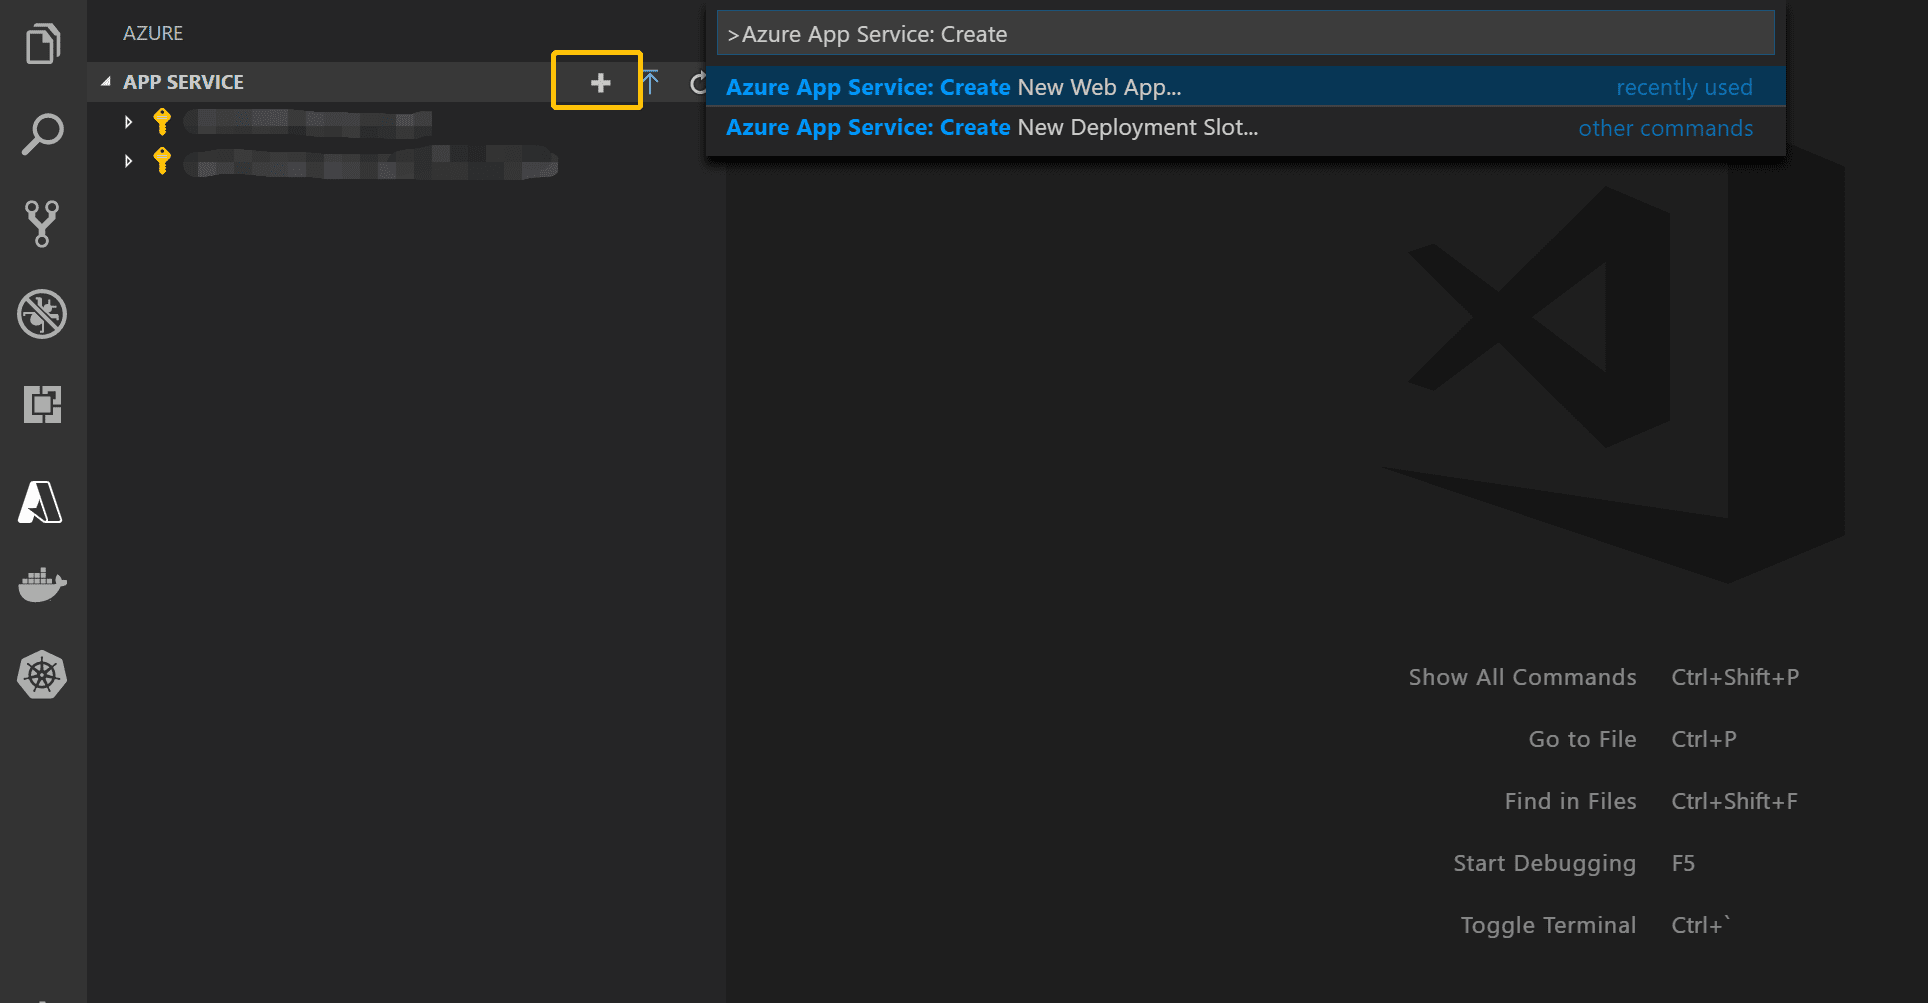 AZURE
APP SERVICE
>Azure App Service: Create
Azure App Service: Create New Web App... recently used
Azure App Service: Create New Deployment Slot... other commands
Show All Commands Ctrl+Shift+P
Go to File Ctrl+P
Find in Files Ctrl+Shift+F
Start Debugging F5
Toggle Terminal Ctrl+`